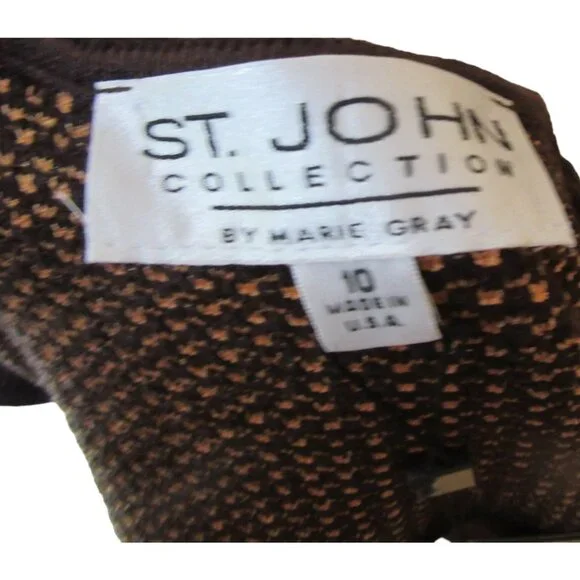 ST. JOHN
COLLECTION
BY MARIE GRAY
10
MADE IN
U.S.A.